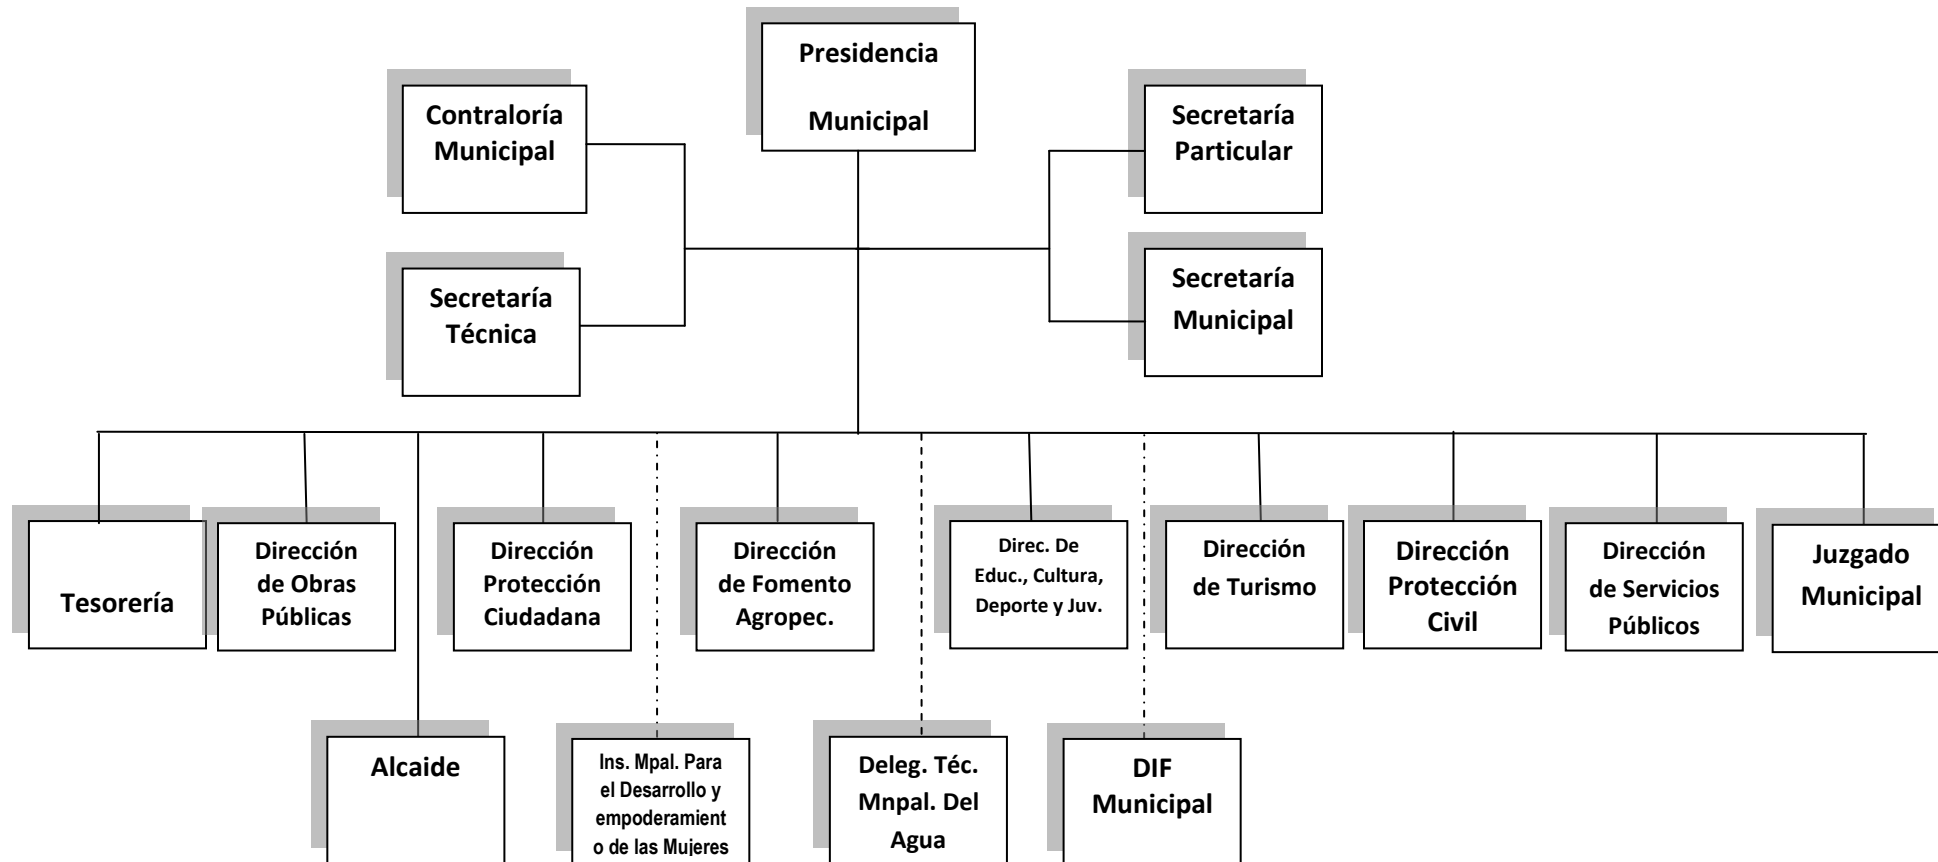 Presidencia
Municipal
Contraloría
Municipal
Secretaría
Particular
Secretaría
Técnica
Secretaría
Municipal
Tesorería
Dirección
de Obras
Públicas
Dirección
Protección
Ciudadana
Dirección
de Fomento
Agropec.
Direc. De
Educ., Cultura,
Deporte y Juv.
Dirección
de Turismo
Dirección
Protección
Civil
Dirección
de Servicios
Públicos
Juzgado
Municipal
Alcaide
Ins. Mpal. Para
el Desarrollo y
empoderamient
o de las Mujeres
Deleg. Téc.
Mnpal. Del
Agua
DIF
Municipal